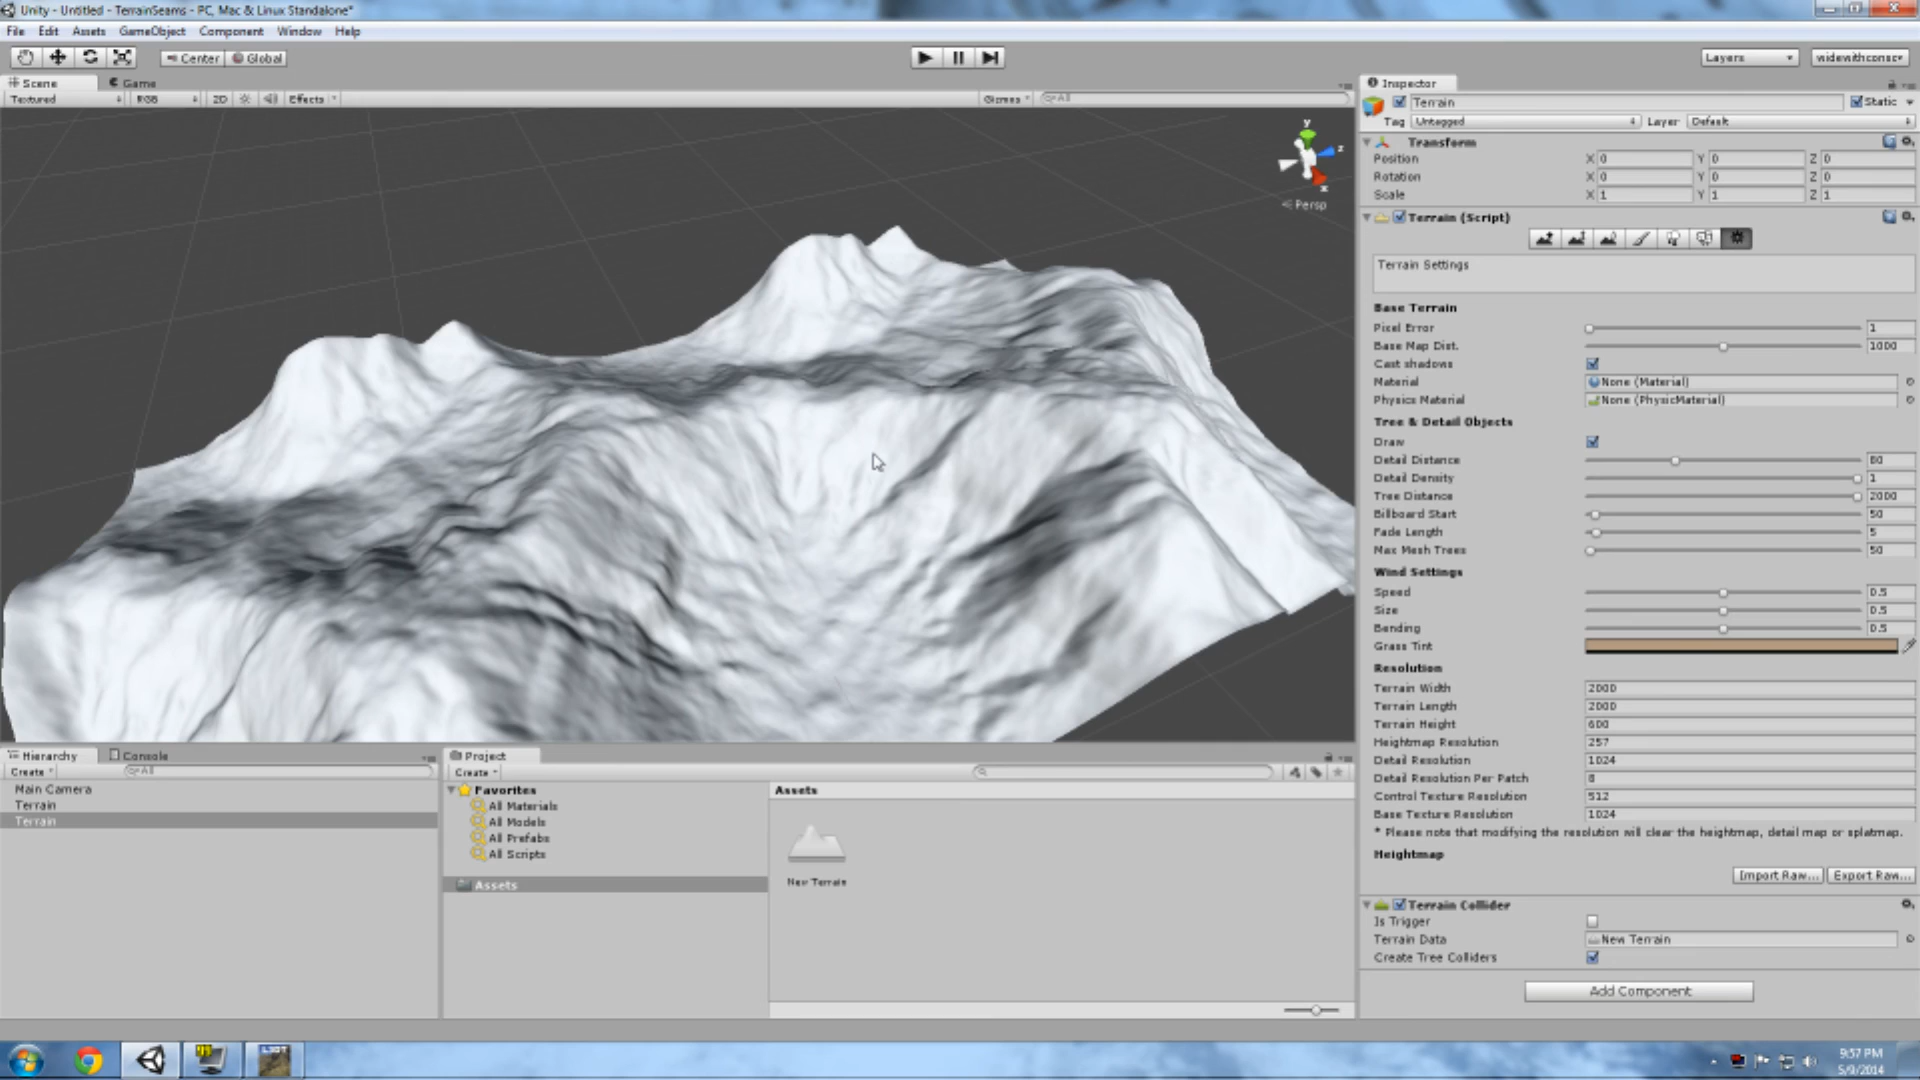 Unity - Untitled - TerrainSeams - PC, Mac & Linux Standalone*
File Edit Assets GameObject Component Window Help
Center Global
Layers
Scene Game
Textured RGB 2D Effects
Gizmos All
y
z
x
Persp
Inspector
Terrain Static
Tag Untagged Layer Default
Transform
Position X 0 Y 0 Z 0
Rotation X 0 Y 0 Z 0
Scale X 1 Y 1 Z 1
Terrain (Script)
Terrain Settings
Base Terrain
Pixel Error 1
Base Map Dist. 1000
Cast shadows
Material None (Material)
Physics Material None (PhysicMaterial)
Tree & Detail Objects
Draw
Detail Distance 80
Detail Density 1
Tree Distance 2000
Billboard Start 50
Fade Length 5
Max Mesh Trees 50
Wind Settings
Speed 0.5
Size 0.5
Bending 0.5
Grass Tint
Resolution
Terrain Width 2000
Terrain Length 2000
Terrain Height 600
Heightmap Resolution 257
Detail Resolution 1024
Detail Resolution Per Patch 8
Control Texture Resolution 512
Base Texture Resolution 1024
* Please note that modifying the resolution will clear the heightmap, detail map or splatmap.
Heightmap
Import Raw... Export Raw...
Terrain Collider
Is Trigger
Terrain Data New Terrain
Create Tree Colliders
Add Component
Hierarchy Console
Create All
Main Camera
Terrain
Terrain
Project
Create
Favorites
All Materials
All Models
All Prefabs
All Scripts
Assets
Assets
New Terrain
9:57 PM
5/9/2014